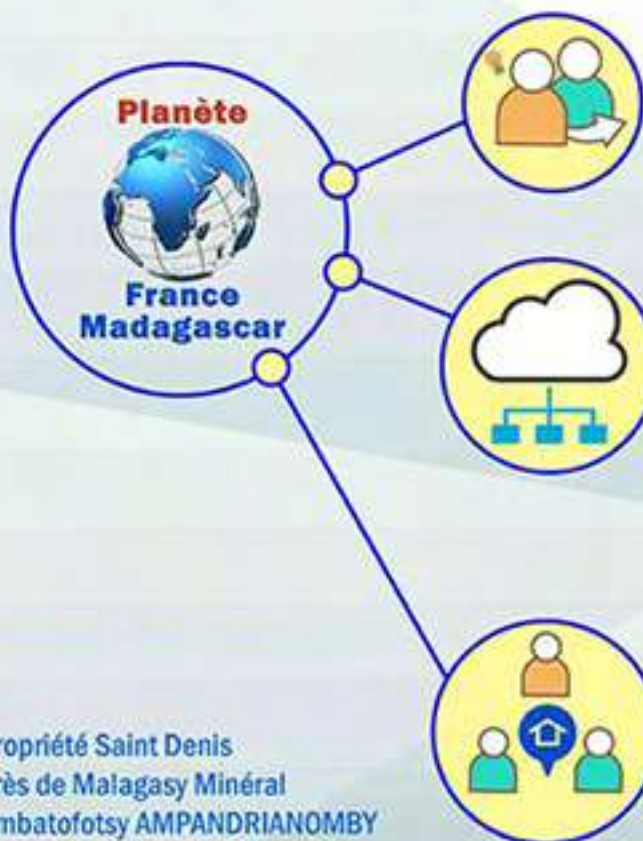 Planète
France
Madagascar
ropriété Saint Denis
rès de Malagasy Minéral
mbatofotsy AMPANDRIANOMBY